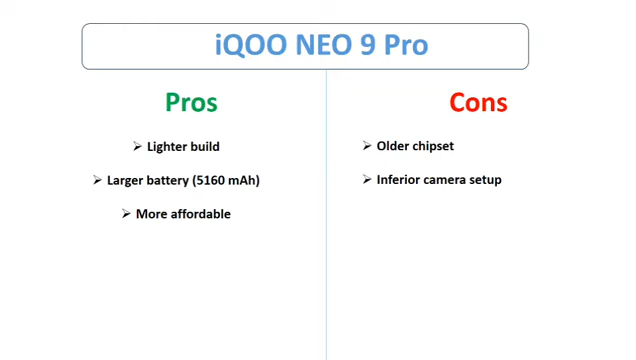 iQOO NEO 9 Pro
Pros
➢ Lighter build
➢ Larger battery (5160 mAh)
➢ More affordable
Cons
➢ Older chipset
➢ Inferior camera setup